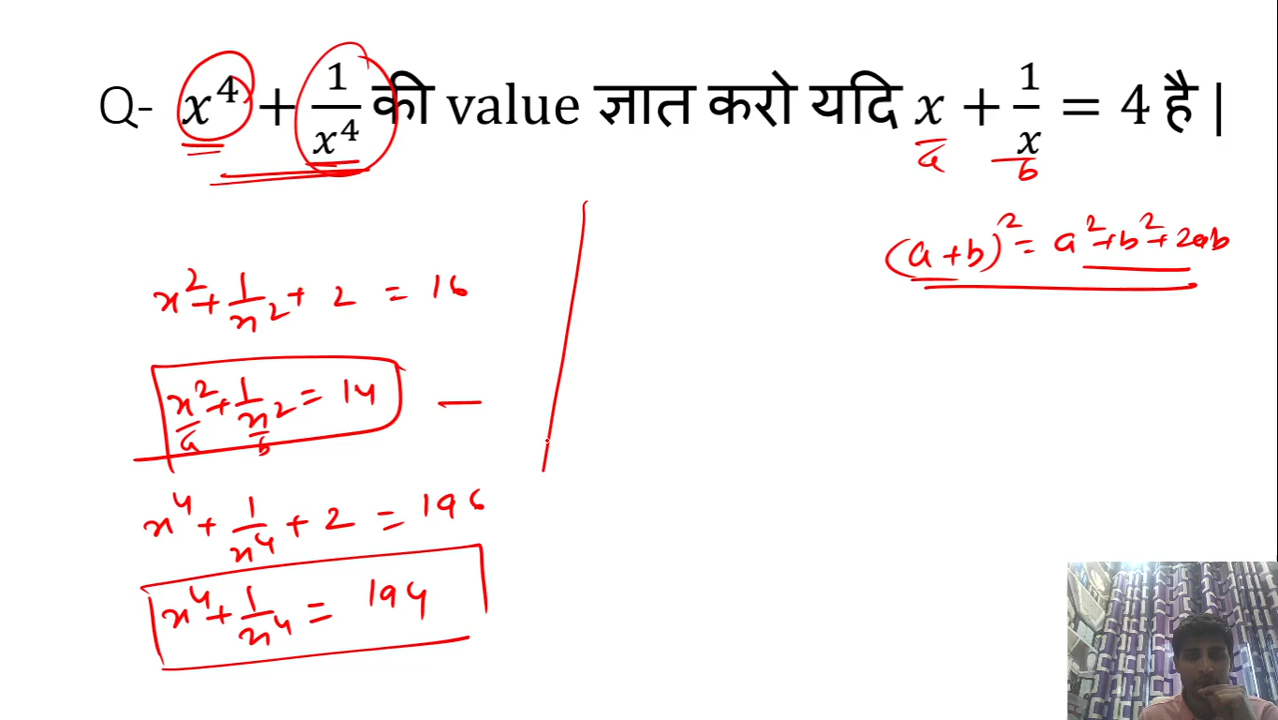 Q- x⁴ + 1/x⁴ की value ज्ञात करो यदि x + 1/x = 4 है |
a b
(a+b)² = a²+b²+2ab
x² + 1/x² + 2 = 16
x² + 1/x² = 14 —
a b
x⁴ + 1/x⁴ + 2 = 196
x⁴ + 1/x⁴ = 194